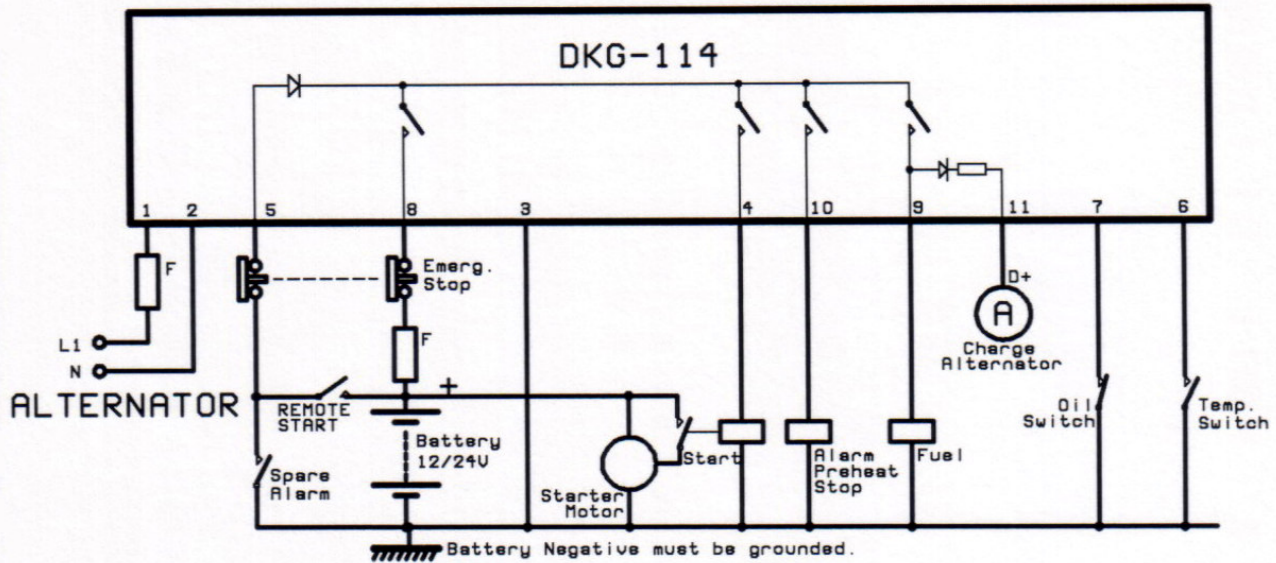 DKG-114
1 2 5 8 3 4 10 9 11 7 6
F
Emerg.
Stop
D+
A
Charge
Alternator
L1
N
F
ALTERNATOR
REMOTE
START
+
Battery
12/24V
Spare
Alarm
Starter
Motor
Start
Alarm
Preheat
Stop
Fuel
Oil
Switch
Temp.
Switch
Battery Negative must be grounded.